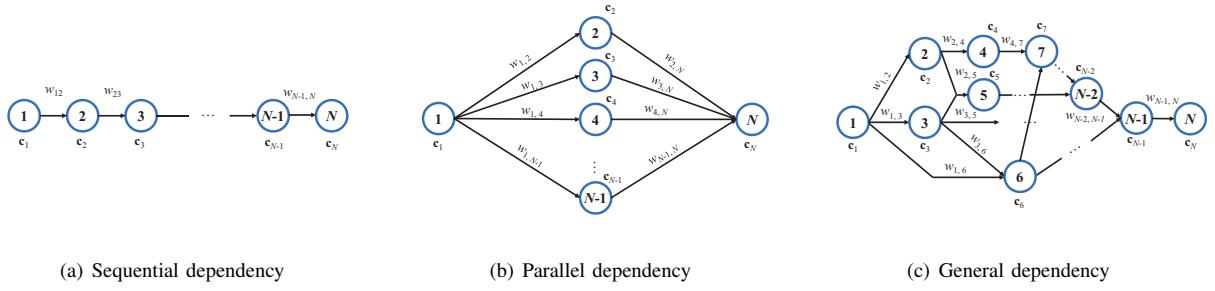 w12 w23 wN-1, N
1 2 3 ... N-1 N
c1 c2 c3 cN-1 cN
(a) Sequential dependency
c2
2
w1, 2 w2, N
c3
3
w1, 3 w3, N
c4
1 w1, 4 4 w4, N N
c1 cN
w1, N-1 ... wN-1, N
cN-1
N-1
(b) Parallel dependency
c4 c7
2 w2, 4 4 w4, 7 7
c2 w1, 2 w2, 5 c5 ... cN-2
5 ... N-2
1 w1, 3 3 w3, 5 ... wN-2, N-1 N-1 wN-1, N N
c1 c3 cN-1 cN
w3, 6 ...
w1, 6 6
c6
(c) General dependency